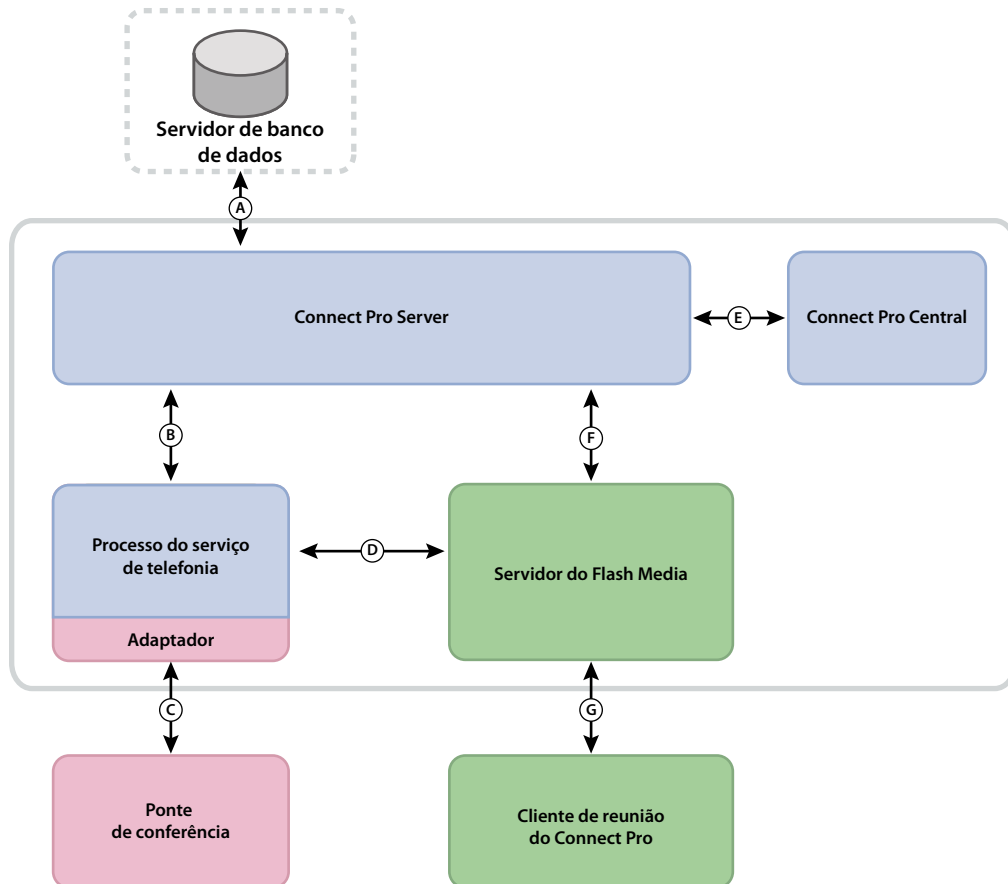 Servidor de banco
de dados
A
Connect Pro Server
E
Connect Pro Central
B
F
Processo do serviço
de telefonia
D
Servidor do Flash Media
Adaptador
C
G
Ponte
de conferência
Cliente de reunião
do Connect Pro